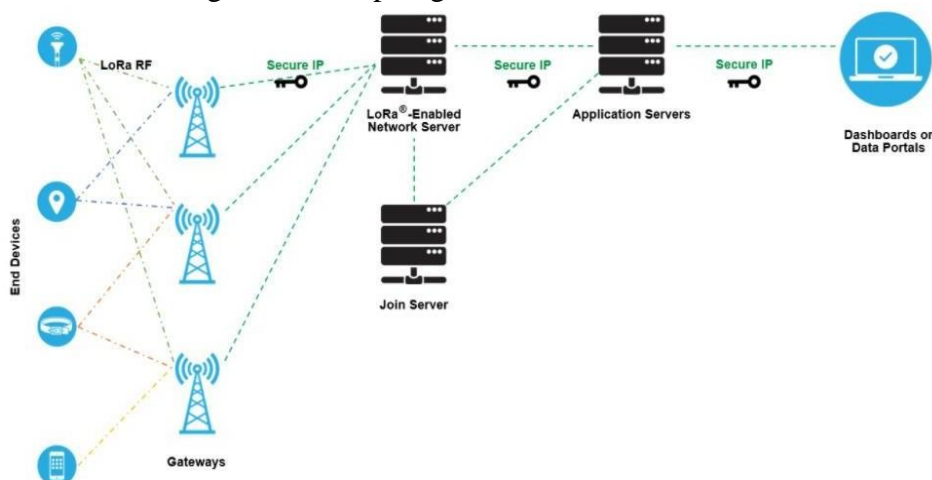 LoRa RF
Secure IP
Secure IP
Secure IP
LoRa®-Enabled
Network Server
Application Servers
Dashboards or
Data Portals
End Devices
Join Server
Gateways